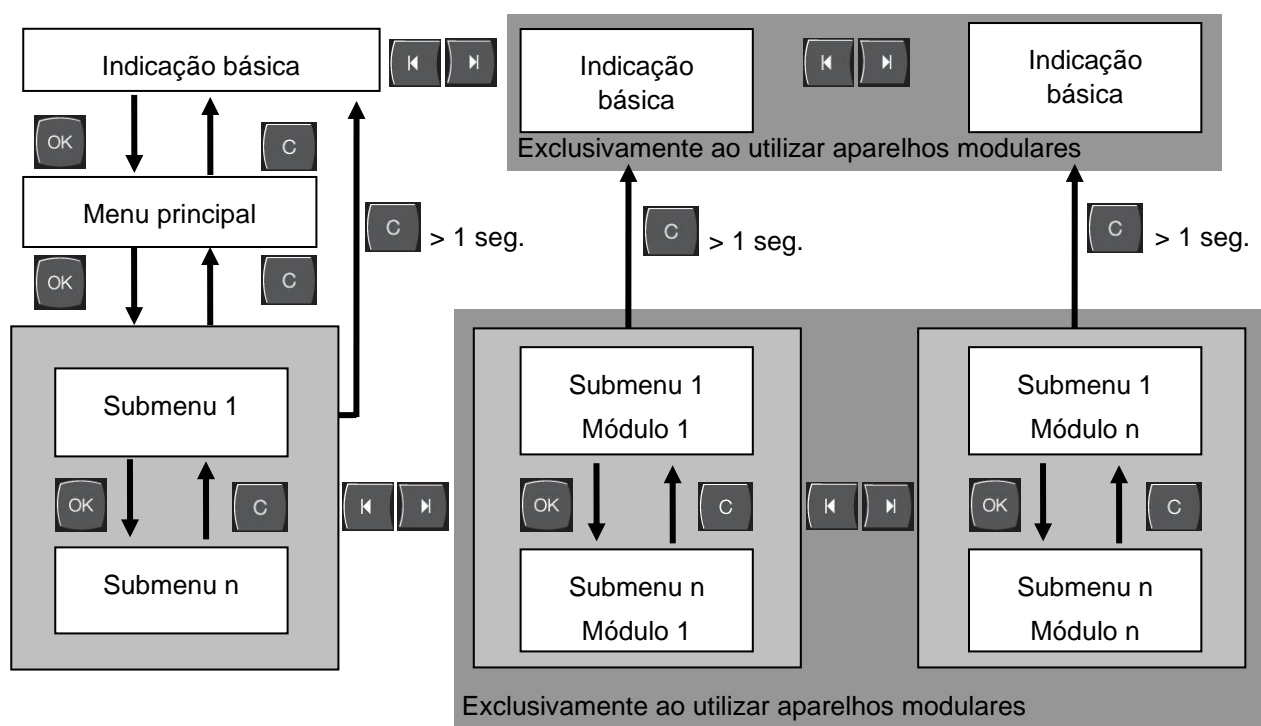 Indicação básica
Indicação
básica
Indicação
básica
Exclusivamente ao utilizar aparelhos modulares
OK
C
Menu principal
C
> 1 seg.
C
> 1 seg.
C
> 1 seg.
OK
C
Submenu 1
Submenu 1
Módulo 1
Submenu 1
Módulo n
OK
C
OK
C
OK
C
Submenu n
Submenu n
Módulo 1
Submenu n
Módulo n
Exclusivamente ao utilizar aparelhos modulares